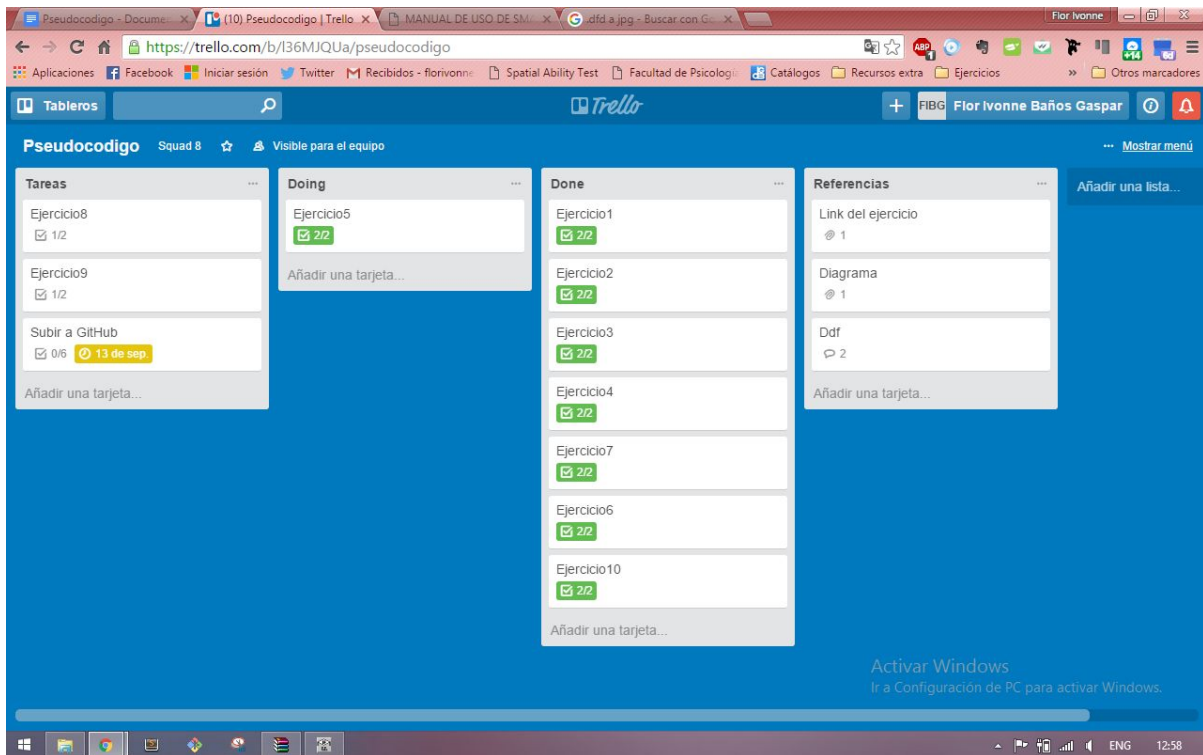 Pseudocodigo - Docume
(10) Pseudocodigo | Trello
MANUAL DE USO DE SMA
.dfd a jpg - Buscar con Go
Flor Ivonne
https://trello.com/b/l36MJQUa/pseudocodigo
Aplicaciones
Facebook
Iniciar sesión
Twitter
Recibidos - florivonne
Spatial Ability Test
Facultad de Psicologí
Catálogos
Recursos extra
Ejercicios
»
Otros marcadores
Tableros
Trello
FIBG Flor Ivonne Baños Gaspar
Pseudocodigo
Squad 8
Visible para el equipo
... Mostrar menú
Tareas
Ejercicio8
1/2
Ejercicio9
1/2
Subir a GitHub
0/6 13 de sep.
Añadir una tarjeta...
Doing
Ejercicio5
2/2
Añadir una tarjeta...
Done
Ejercicio1
2/2
Ejercicio2
2/2
Ejercicio3
2/2
Ejercicio4
2/2
Ejercicio7
2/2
Ejercicio6
2/2
Ejercicio10
2/2
Añadir una tarjeta...
Referencias
Link del ejercicio
1
Diagrama
1
Ddf
2
Añadir una tarjeta...
Añadir una lista...
Activar Windows
Ir a Configuración de PC para activar Windows.
ENG
12:58